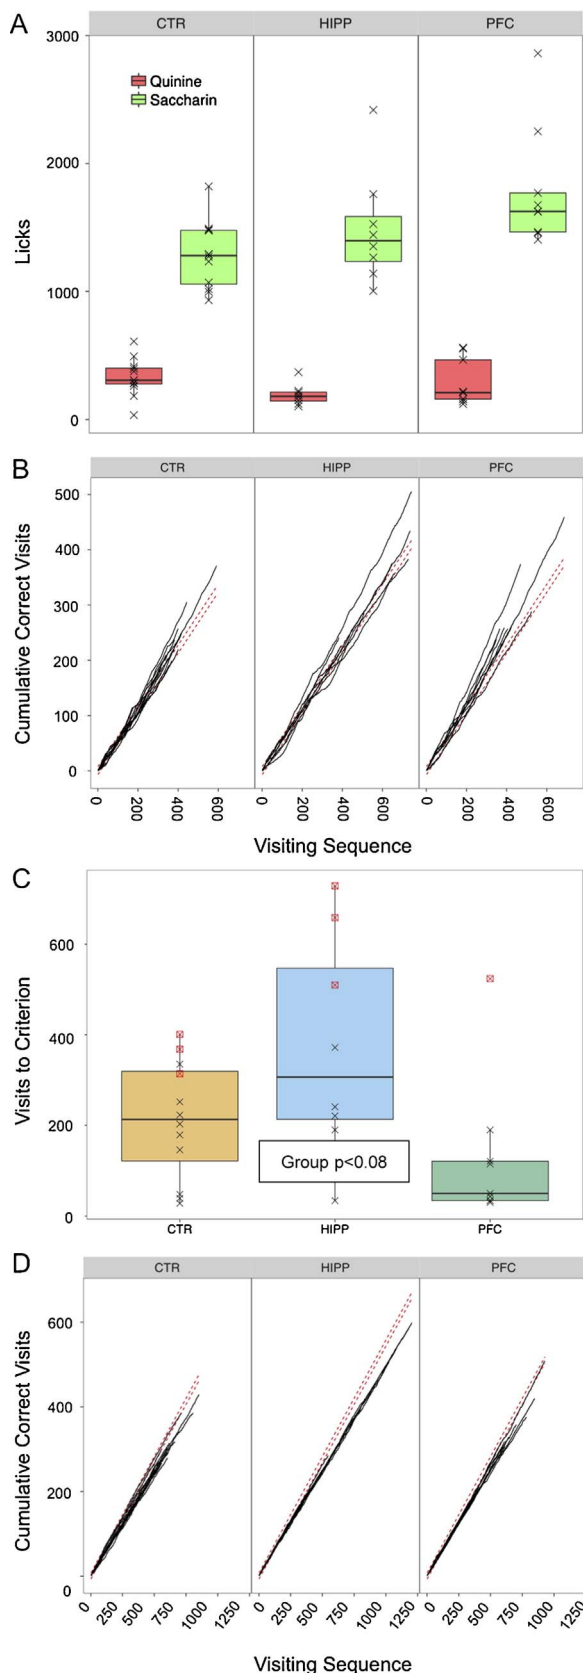 A
CTR HIPP PFC
3000
Quinine
Saccharin
2000
Licks
1000
0
B
CTR HIPP PFC
500
400
300
200
100
0
Cumulative Correct Visits
0 200 400 600 0 200 400 600 0 200 400 600
Visiting Sequence
C
600
400
200
0
Visits to Criterion
Group p<0.08
CTR HIPP PFC
D
CTR HIPP PFC
600
400
200
0
Cumulative Correct Visits
0 250 500 750 1000 1250 0 250 500 750 1000 1250 0 250 500 750 1000 1250
Visiting Sequence